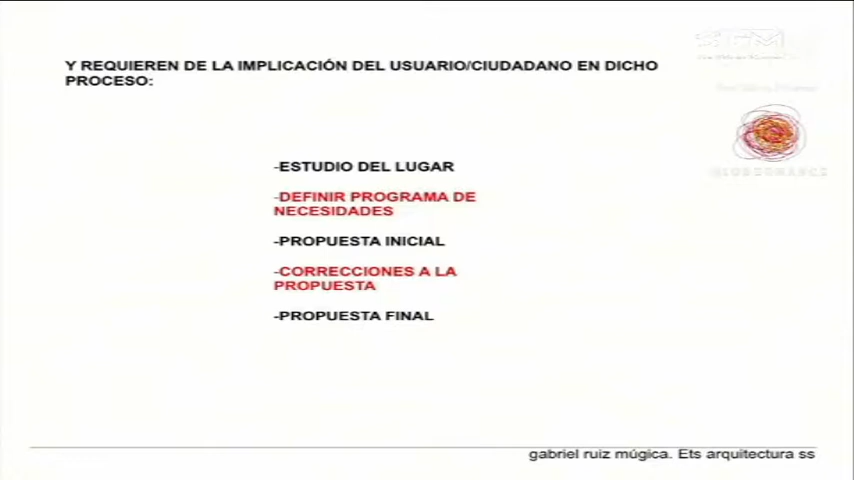 Y REQUIEREN DE LA IMPLICACIÓN DEL USUARIO/CIUDADANO EN DICHO
PROCESO:
-ESTUDIO DEL LUGAR
-DEFINIR PROGRAMA DE
NECESIDADES
-PROPUESTA INICIAL
-CORRECCIONES A LA
PROPUESTA
-PROPUESTA FINAL
gabriel ruiz múgica. Ets arquitectura ss